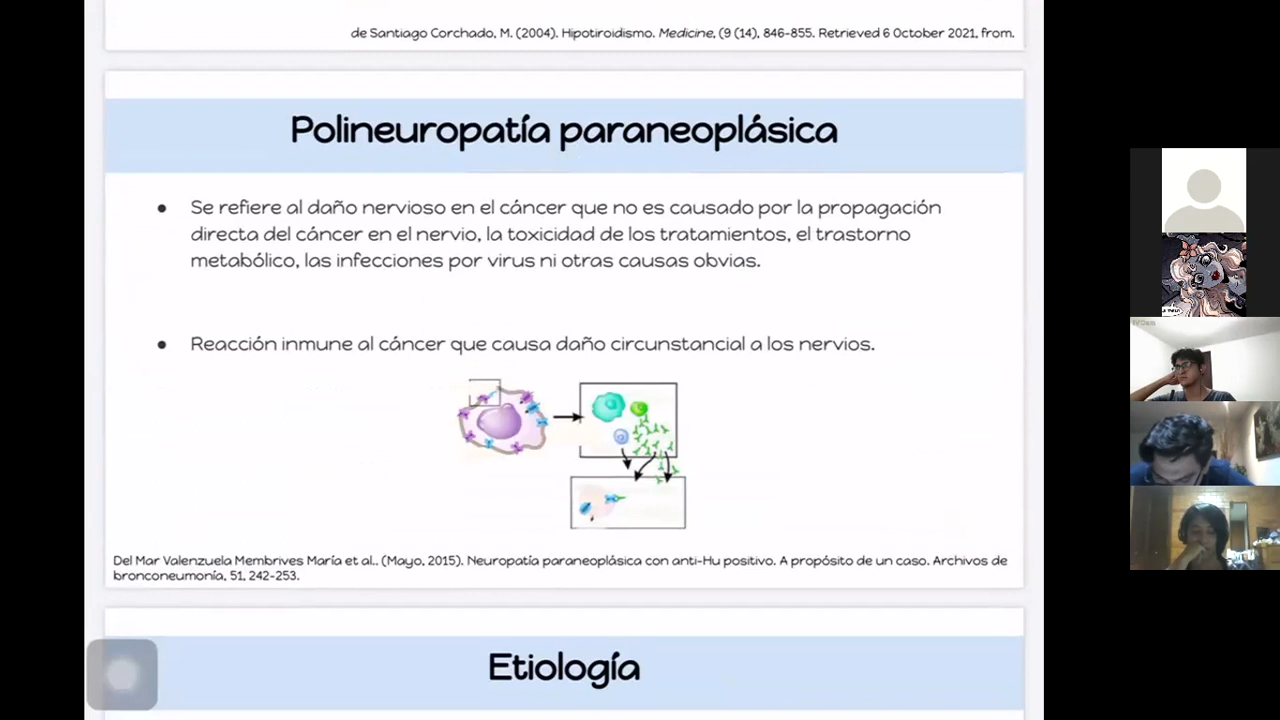 de Santiago Corchado, M. (2004). Hipotiroidismo. Medicine, (9 (14), 846-855. Retrieved 6 October 2021, from.
Polineuropatía paraneoplásica
● Se refiere al daño nervioso en el cáncer que no es causado por la propagación
directa del cáncer en el nervio, la toxicidad de los tratamientos, el trastorno
metabólico, las infecciones por virus ni otras causas obvias.
● Reacción inmune al cáncer que causa daño circunstancial a los nervios.
Del Mar Valenzuela Membrives María et al.. (Mayo, 2015). Neuropatía paraneoplásica con anti-Hu positivo. A propósito de un caso. Archivos de
bronconeumonía, 51, 242-253.
Etiología